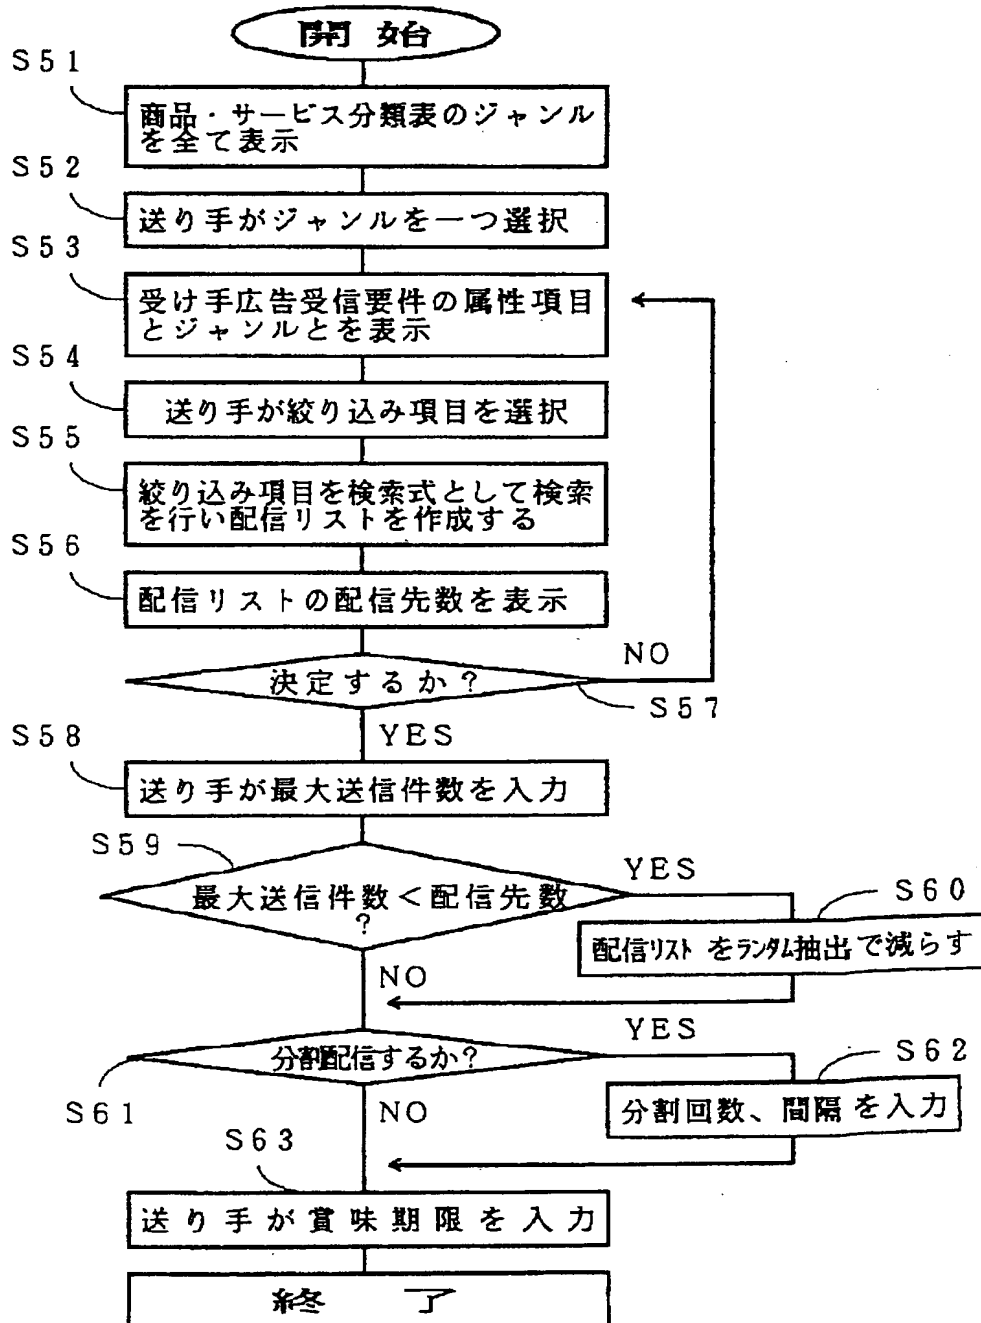 開 始
S51
商品・サービス分類表のジャンル
を全て表示
S52
送り手がジャンルを一つ選択
S53
受け手広告受信要件の属性項目
とジャンルとを表示
S54
送り手が絞り込み項目を選択
S55
絞り込み項目を検索式として検索
を行い配信リストを作成する
S56
配信リストの配信先数を表示
NO
決定するか？
S57
YES
S58
送り手が最大送信件数を入力
S59
YES
最大送信件数＜配信先数
？
S60
配信リストをランタム抽出で減らす
NO
YES
分割配信するか？
S62
S61
NO
分割回数、間隔を入力
S63
送り手が賞味期限を入力
終 了